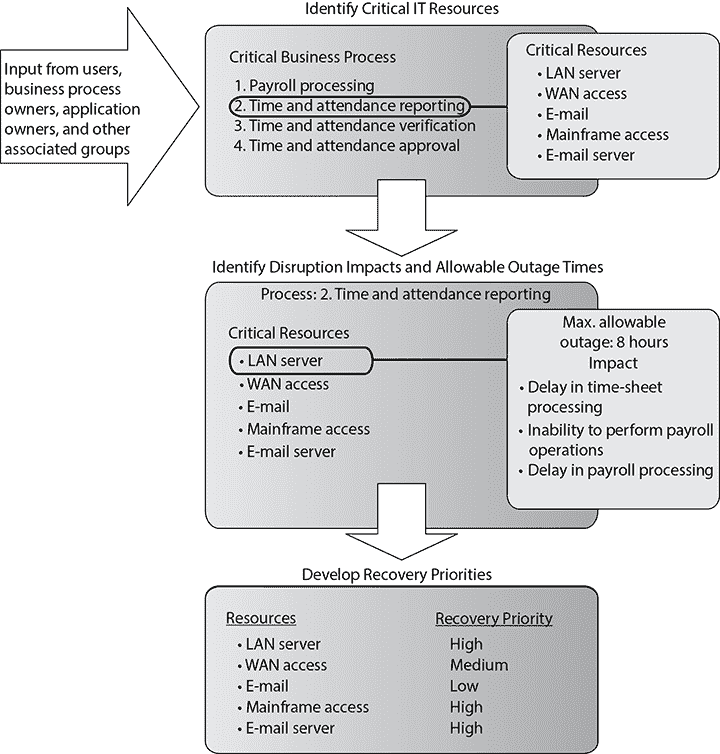 Identify Critical IT Resources
Input from users,
business process
owners, application
owners, and other
associated groups
Critical Business Process
1. Payroll processing
2. Time and attendance reporting
3. Time and attendance verification
4. Time and attendance approval
Critical Resources
• LAN server
• WAN access
• E-mail
• Mainframe access
• E-mail server
Identify Disruption Impacts and Allowable Outage Times
Process: 2. Time and attendance reporting
Critical Resources
• LAN server
• WAN access
• E-mail
• Mainframe access
• E-mail server
Max. allowable
outage: 8 hours
Impact
• Delay in time-sheet
processing
• Inability to perform payroll
operations
• Delay in payroll processing
Develop Recovery Priorities
Resources Recovery Priority
• LAN server High
• WAN access Medium
• E-mail Low
• Mainframe access High
• E-mail server High